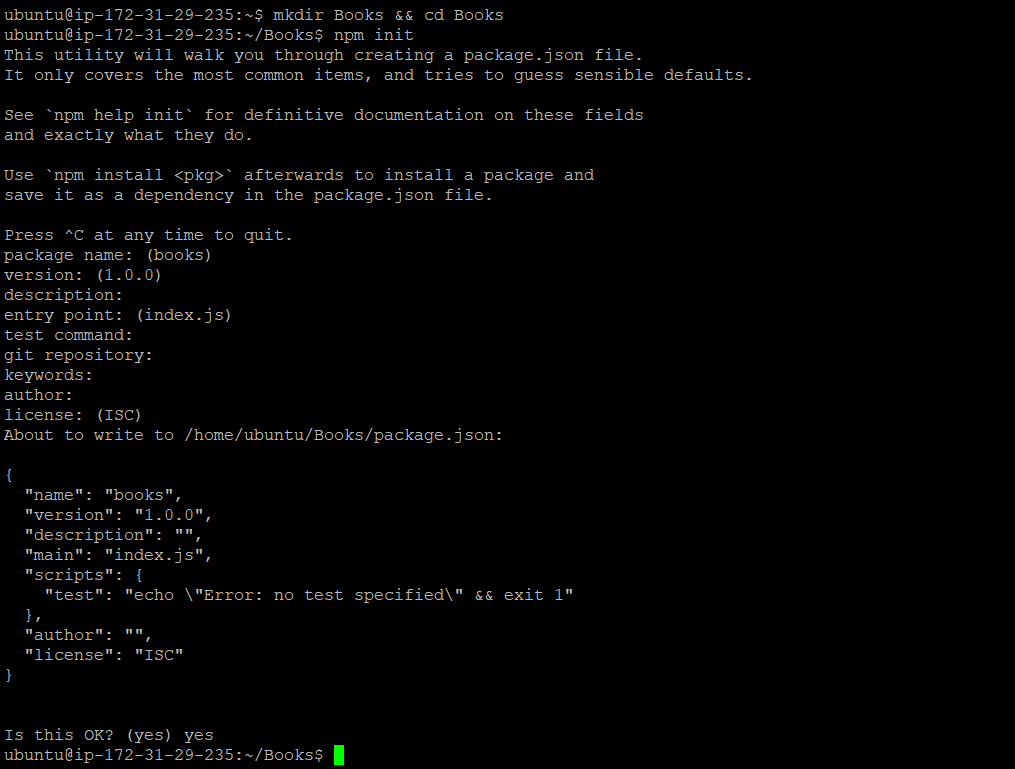 ubuntu@ip-172-31-29-235:~$ mkdir Books && cd Books
ubuntu@ip-172-31-29-235:~/Books$ npm init
This utility will walk you through creating a package.json file.
It only covers the most common items, and tries to guess sensible defaults.

See `npm help init` for definitive documentation on these fields
and exactly what they do.

Use `npm install <pkg>` afterwards to install a package and
save it as a dependency in the package.json file.

Press ^C at any time to quit.
package name: (books)
version: (1.0.0)
description:
entry point: (index.js)
test command:
git repository:
keywords:
author:
license: (ISC)
About to write to /home/ubuntu/Books/package.json:

{
  "name": "books",
  "version": "1.0.0",
  "description": "",
  "main": "index.js",
  "scripts": {
    "test": "echo \"Error: no test specified\" && exit 1"
  },
  "author": "",
  "license": "ISC"
}

Is this OK? (yes) yes
ubuntu@ip-172-31-29-235:~/Books$